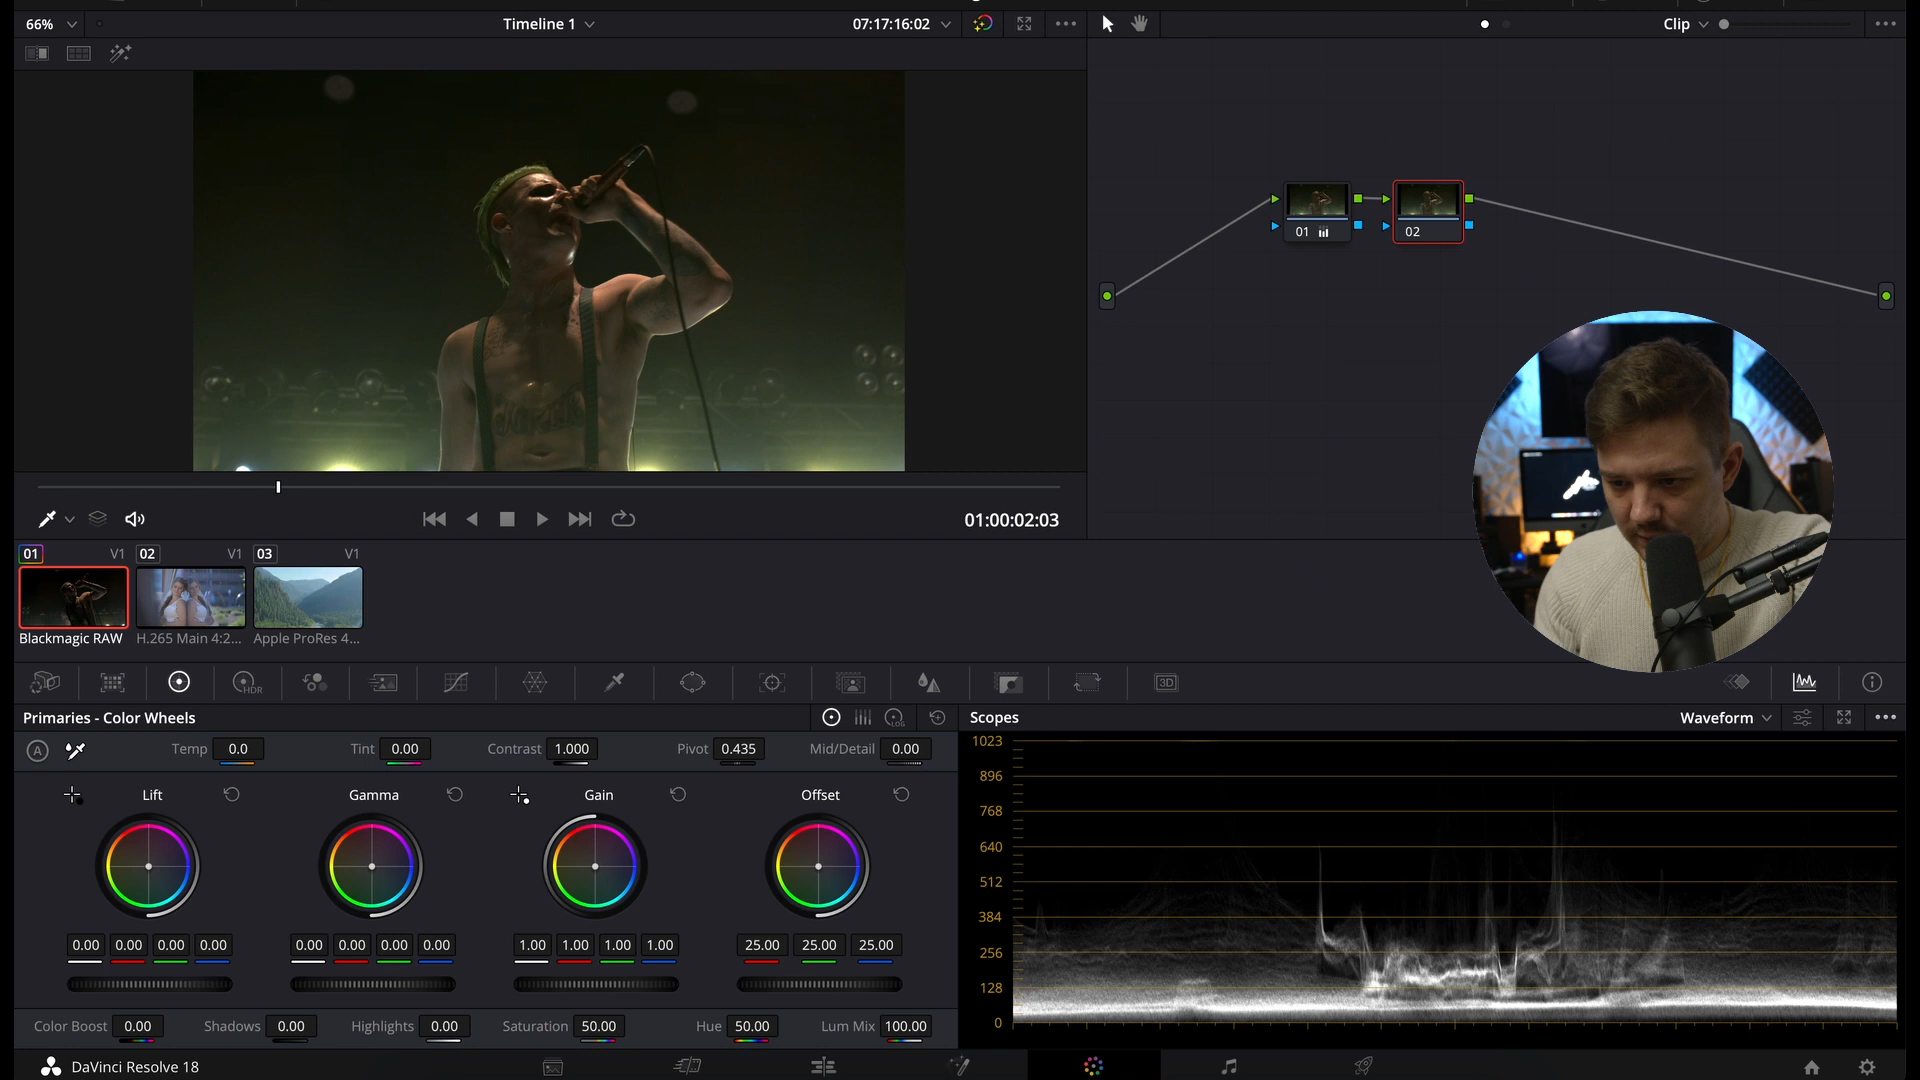 66%
Timeline 1
07:17:16:02
Clip
01
02
01:00:02:03
01 V1 02 V1 03 V1
Blackmagic RAW H.265 Main 4:2... Apple ProRes 4...
HDR
3D
Primaries - Color Wheels
LOG
Scopes
Waveform
A Temp 0.0 Tint 0.00 Contrast 1.000 Pivot 0.435 Mid/Detail 0.00
Lift Gamma Gain Offset
0.00 0.00 0.00 0.00 0.00 0.00 0.00 0.00 1.00 1.00 1.00 1.00 25.00 25.00 25.00
Color Boost 0.00 Shadows 0.00 Highlights 0.00 Saturation 50.00 Hue 50.00 Lum Mix 100.00
1023
896
768
640
512
384
256
128
0
DaVinci Resolve 18